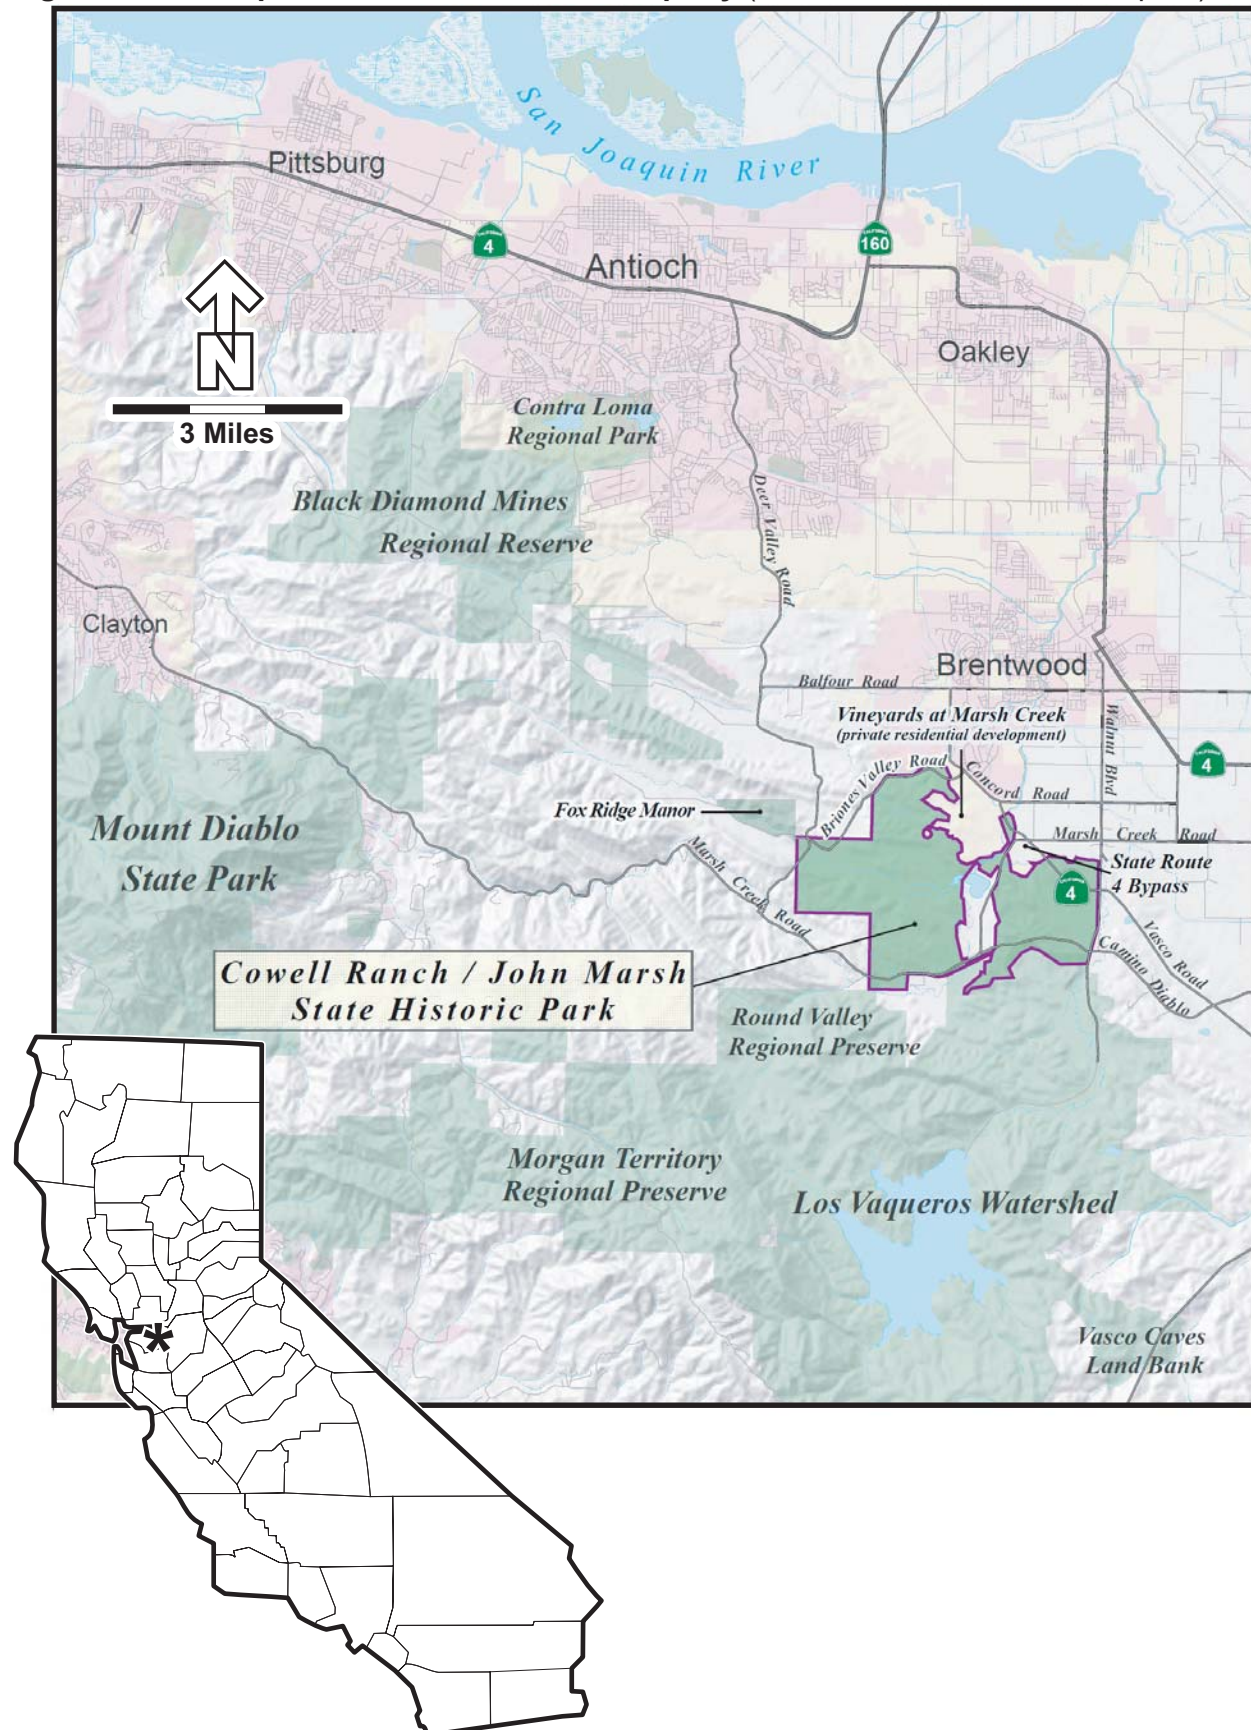 San Joaquin River
Pittsburg
CALIFORNIA
4
CALIFORNIA
160
Antioch
N
3 Miles
Oakley
Contra Loma
Regional Park
Black Diamond Mines
Regional Reserve
Deer Valley Road
Clayton
Brentwood
Balfour Road
Vineyards at Marsh Creek
(private residential development)
Walnut Blvd
CALIFORNIA
4
Briones Valley Road
Concord Road
Fox Ridge Manor
Mount Diablo
State Park
Marsh Creek Road
Marsh Creek Road
State Route
4 Bypass
CALIFORNIA
4
Vasco Road
Camino Diablo
Cowell Ranch / John Marsh
State Historic Park
Round Valley
Regional Preserve
Morgan Territory
Regional Preserve
Los Vaqueros Watershed
*
Vasco Caves
Land Bank